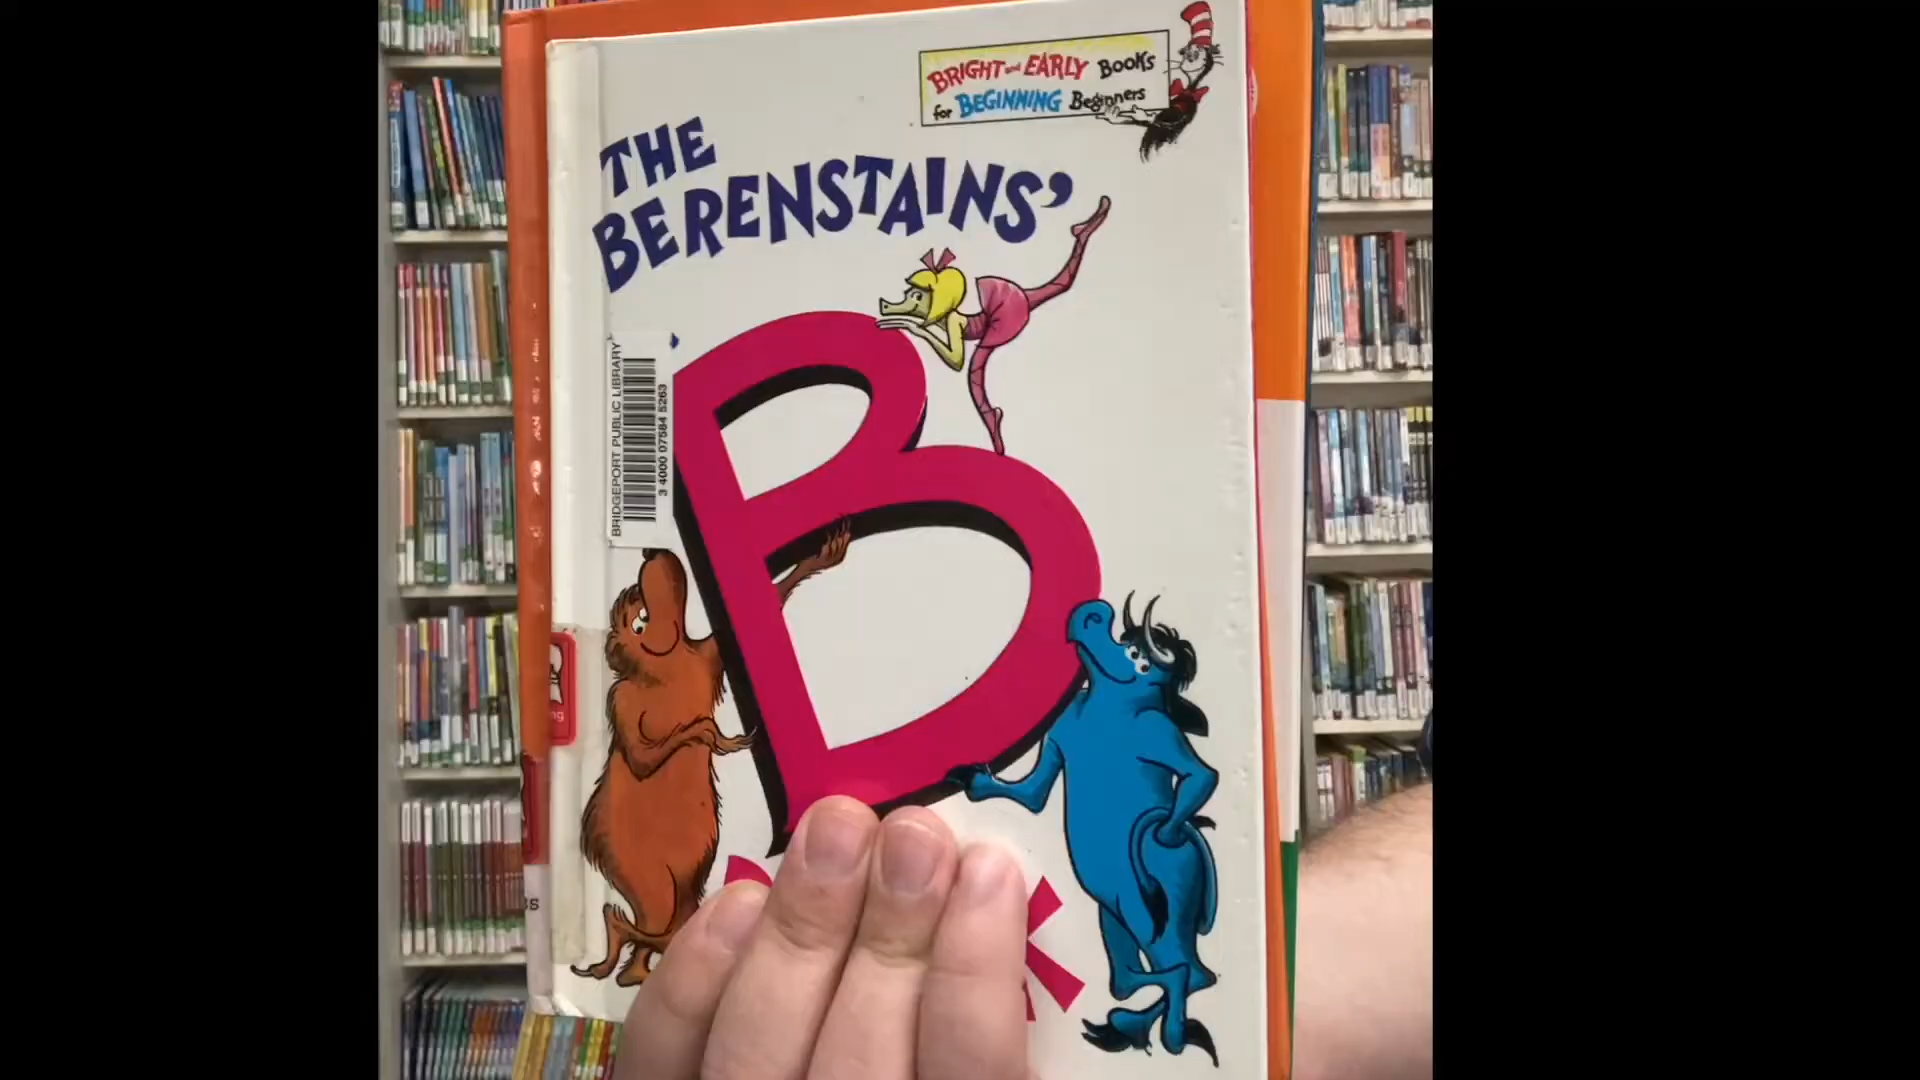 BRIGHT and EARLY BOOKS
for BEGINNING Beginners
THE
BERENSTAINS'
B
BRIDGEPORT PUBLIC LIBRARY
3 4000 07584 5263